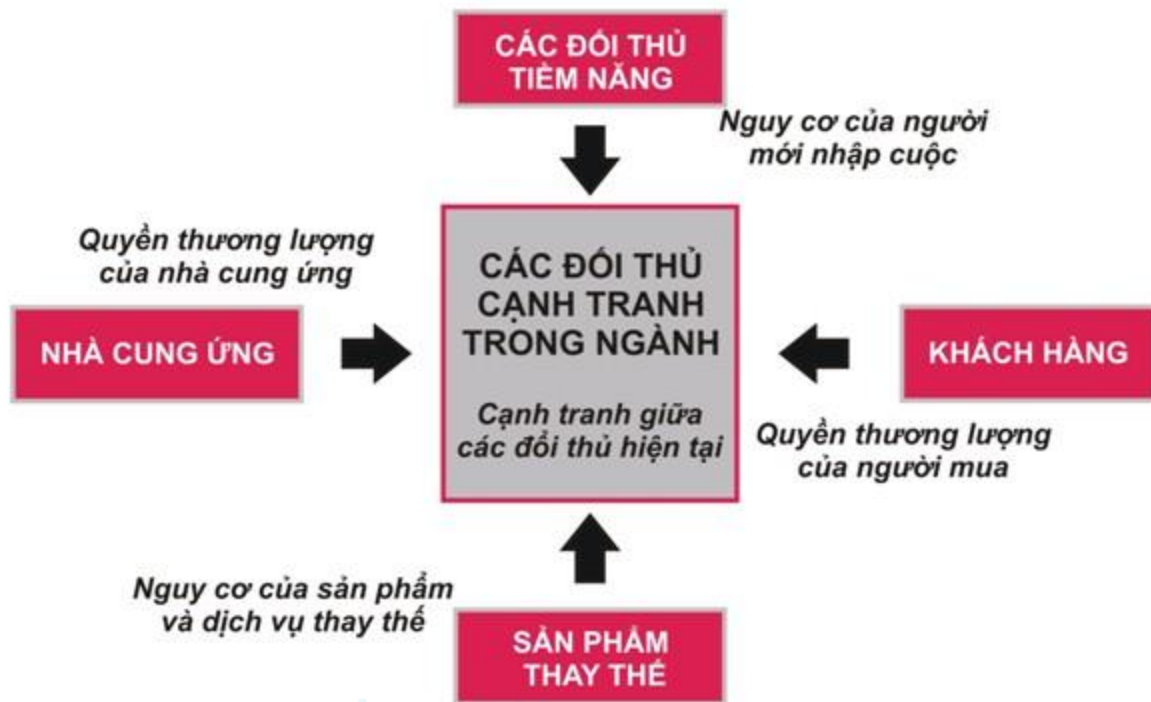 CÁC ĐỐI THỦ
TIỀM NĂNG
Nguy cơ của người
mới nhập cuộc
Quyền thương lượng
của nhà cung ứng
NHÀ CUNG ỨNG
CÁC ĐỐI THỦ
CẠNH TRANH
TRONG NGÀNH
Cạnh tranh giữa
các đổi thủ hiện tại
KHÁCH HÀNG
Quyền thương lượng
của người mua
Nguy cơ của sản phẩm
và dịch vụ thay thế
SẢN PHẨM
THAY THẾ